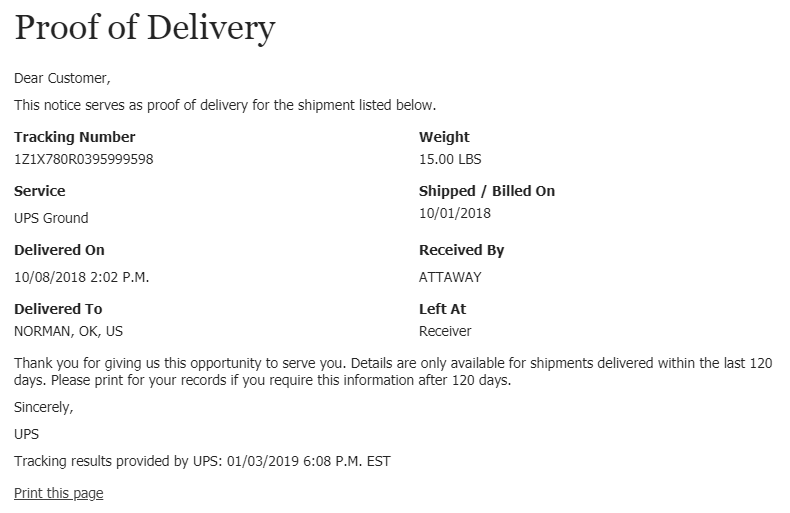 Proof of Delivery
Dear Customer,
This notice serves as proof of delivery for the shipment listed below.
Tracking Number
1Z1X780R0395999598
Weight
15.00 LBS
Service
UPS Ground
Shipped / Billed On
10/01/2018
Delivered On
10/08/2018 2:02 P.M.
Received By
ATTAWAY
Delivered To
NORMAN, OK, US
Left At
Receiver
Thank you for giving us this opportunity to serve you. Details are only available for shipments delivered within the last 120
days. Please print for your records if you require this information after 120 days.
Sincerely,
UPS
Tracking results provided by UPS: 01/03/2019 6:08 P.M. EST
Print this page